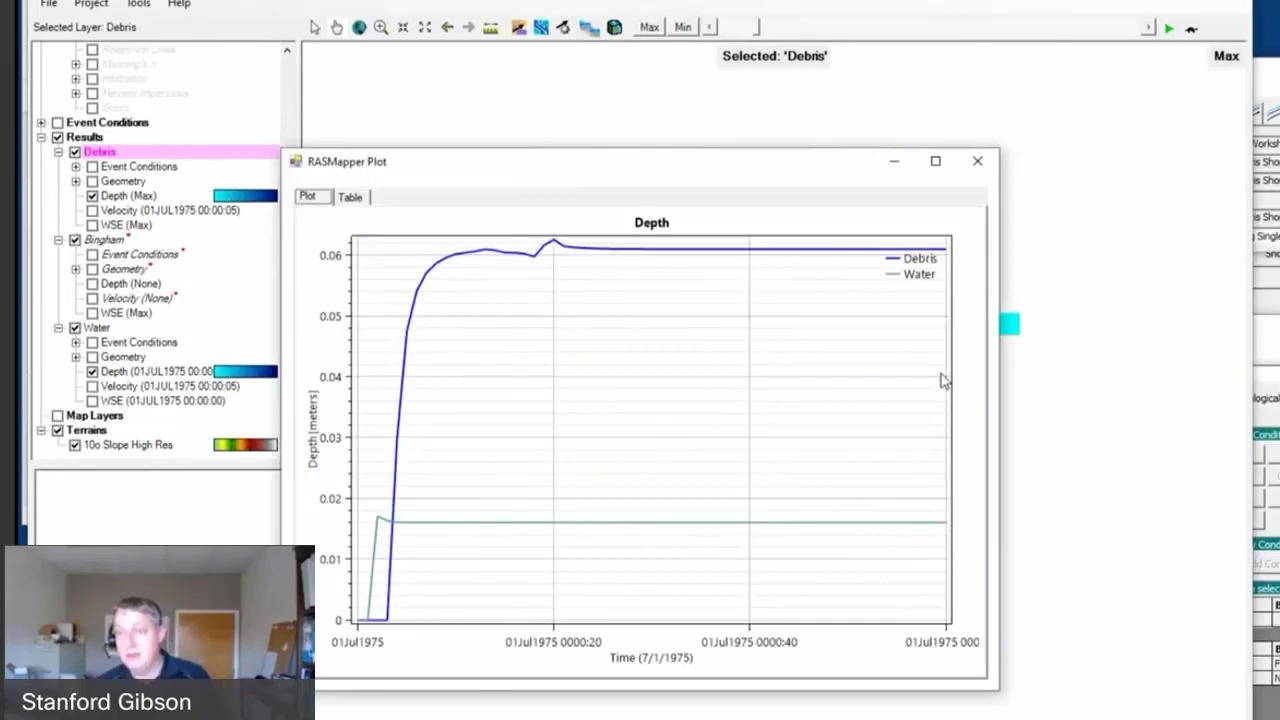 File Project Tools Help
Selected Layer: Debris
Max Min
Selected: 'Debris'
Max
Manning's n
Infiltration
Percent Impervious
Event Conditions
Results
Debris
Event Conditions
Geometry
Depth (Max)
Velocity (01JUL1975 00:00:05)
WSE (Max)
Bingham
Event Conditions
Geometry
Depth (None)
Velocity (None)
WSE (Max)
Water
Event Conditions
Geometry
Depth (01JUL1975 00:00
Velocity (01JUL1975 00:00:05)
WSE (01JUL1975 00:00:00)
Map Layers
Terrains
10o Slope High Res
RASMapper Plot
Plot Table
Depth
Debris
Water
0.06
0.05
0.04
0.03
0.02
0.01
0
Depth [meters]
01Jul1975 01Jul1975 0000:20 01Jul1975 0000:40 01Jul1975 000
Time (7/1/1975)
Stanford Gibson